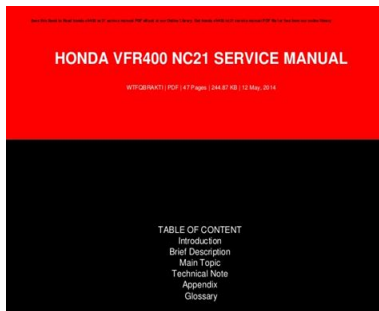 HONDA VFR400 NC21 SERVICE MANUAL
| PDF | 47 Pages | 244.87 KB | 12 May, 2014
TABLE OF CONTENT
Introduction
Brief Description
Main Topic
Technical Note
Appendix
Glossary